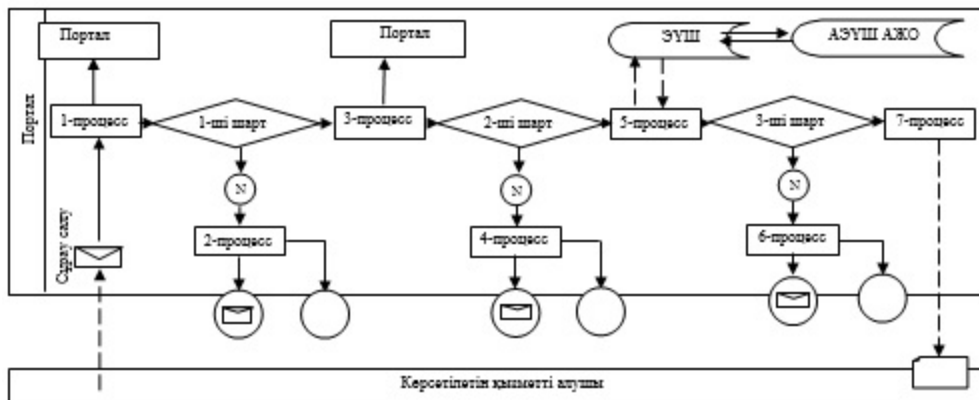 Портал
Портал
ЭҮШ
АЭҮШ АЖО
Портал
1-процесс
1-ші шарт
3-процесс
2-ші шарт
5-процесс
3-ші шарт
7-процесс
N
N
N
Сұрау салу
2-процесс
4-процесс
6-процесс
Көрсетілетін қызметті алушы